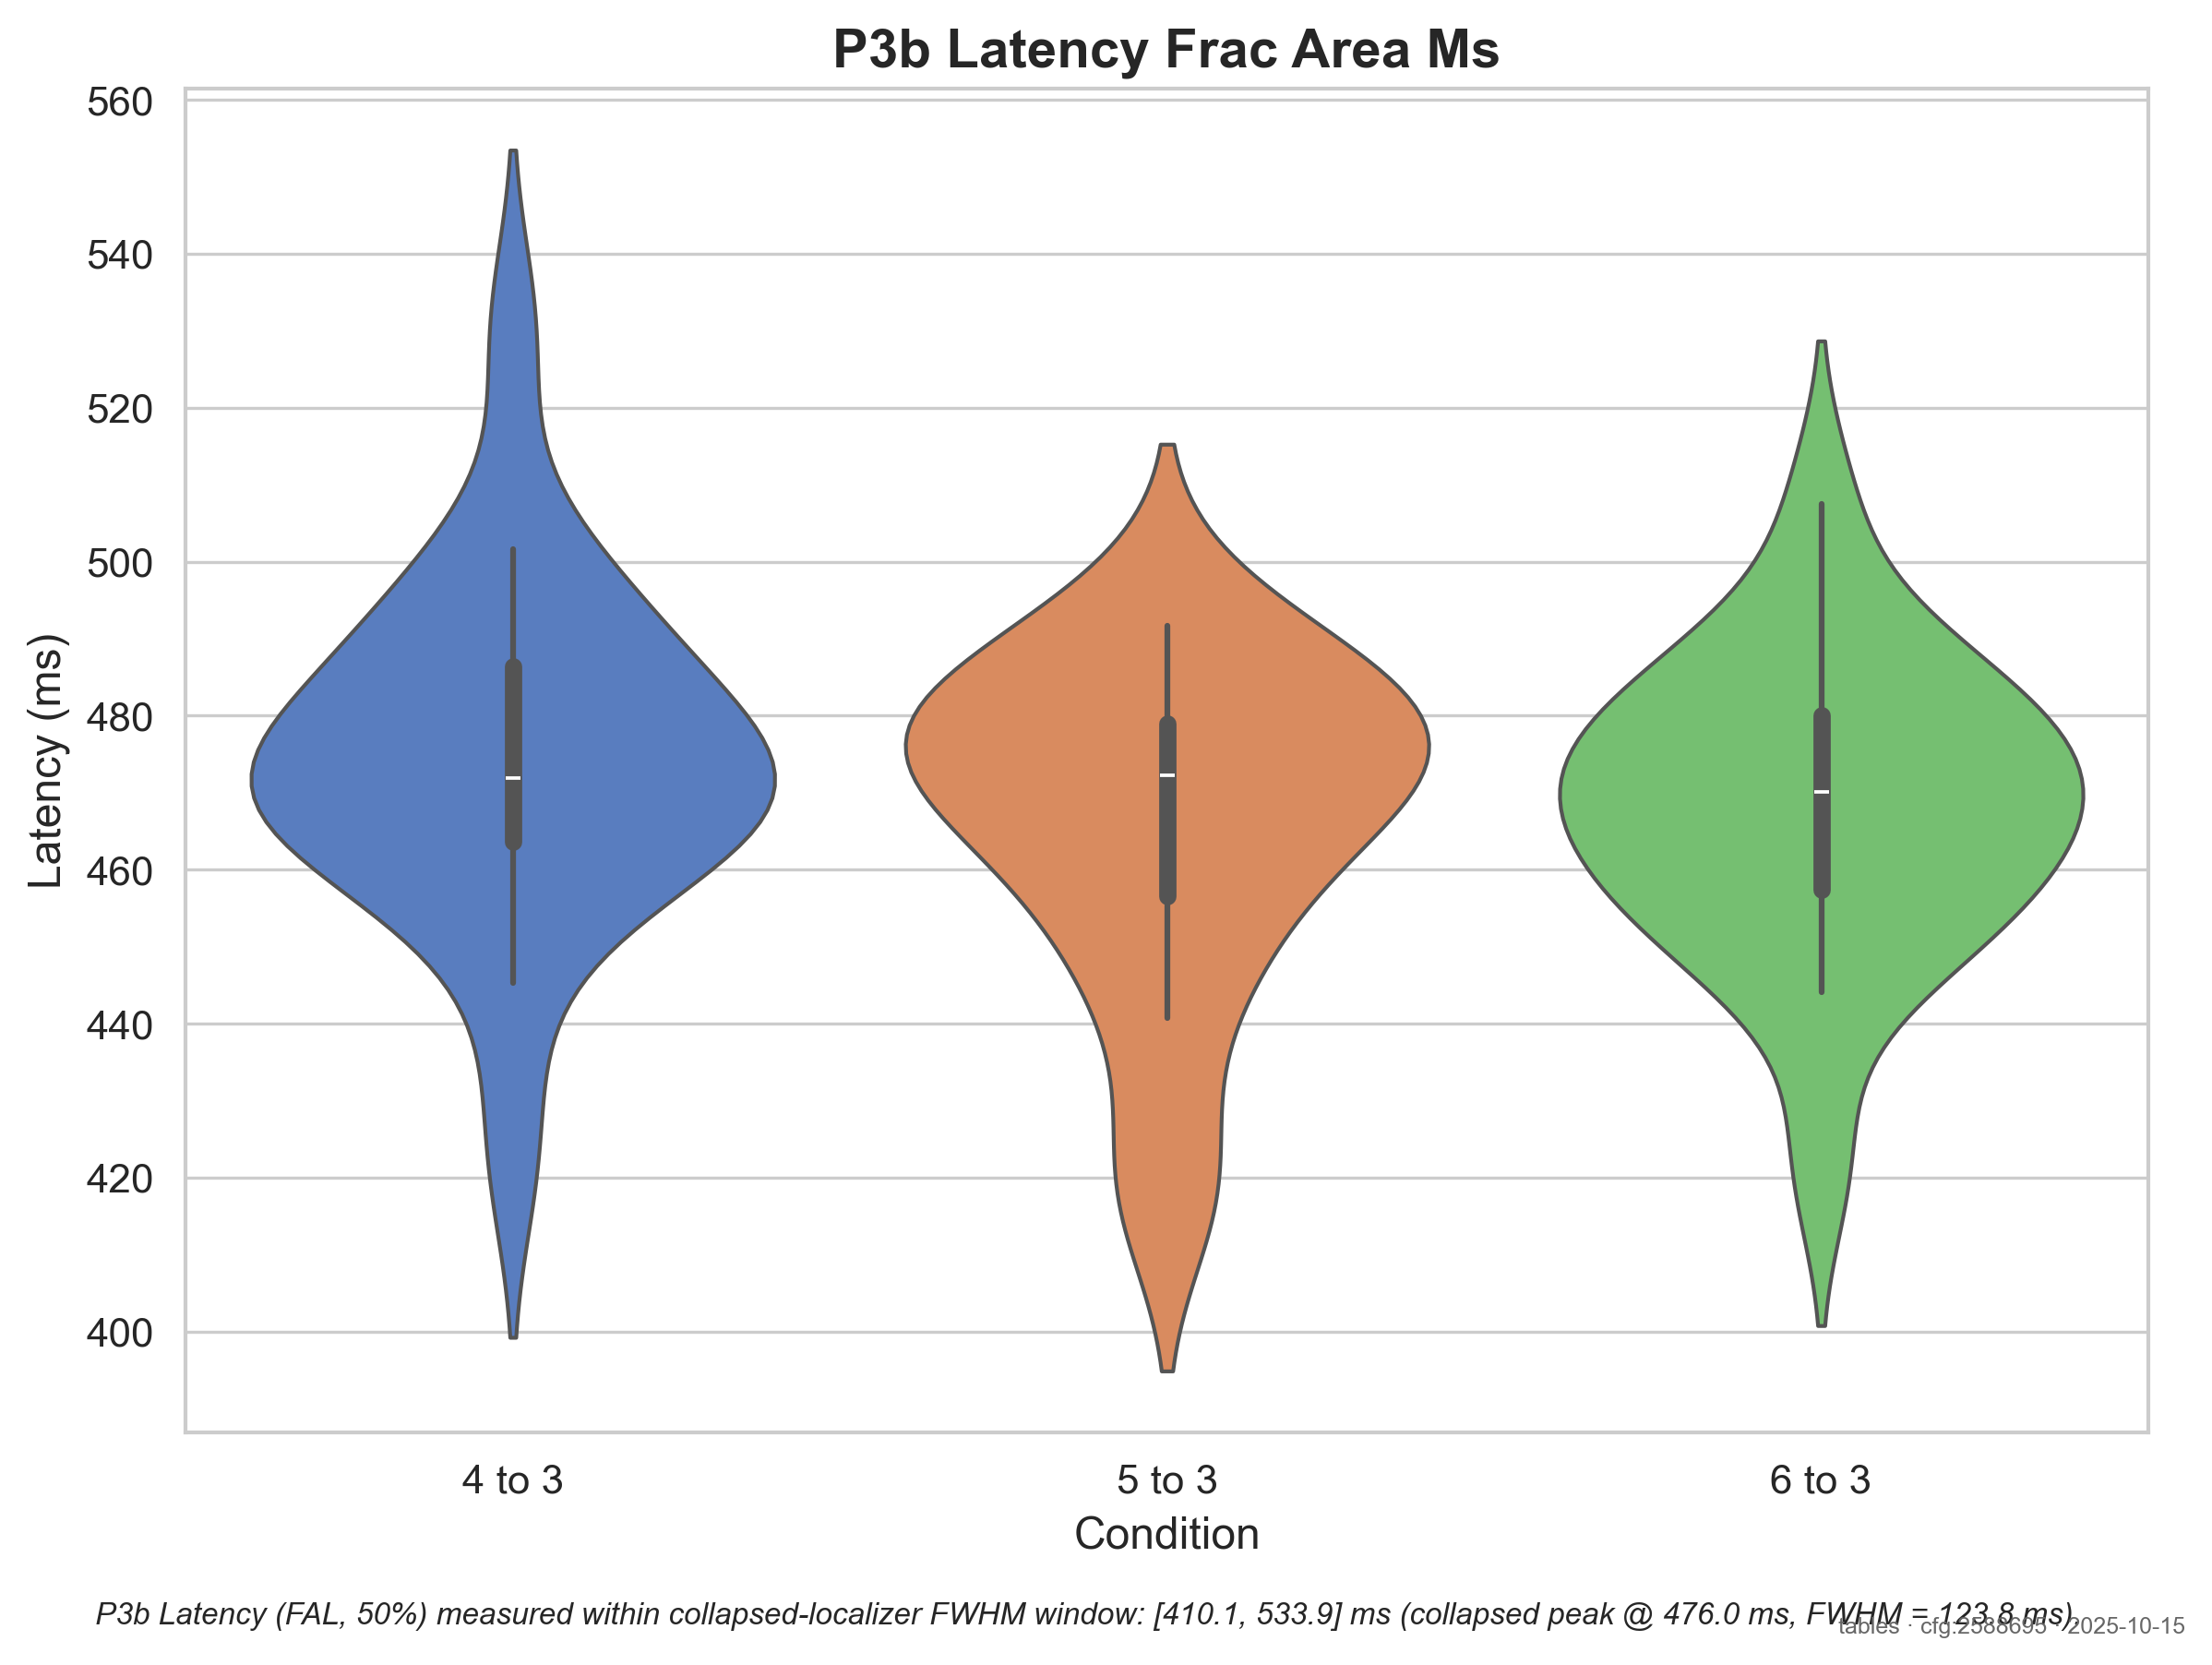 P3b Latency Frac Area Ms
560
540
520
500
480
460
440
420
400
Latency (ms)
4 to 3
5 to 3
6 to 3
Condition
P3b Latency (FAL, 50%) measured within collapsed-localizer FWHM window: [410.1, 533.9] ms (collapsed peak @ 476.0 ms, FWHM = 123.8 ms).
tables · cfg:2588695 · 2025-10-15